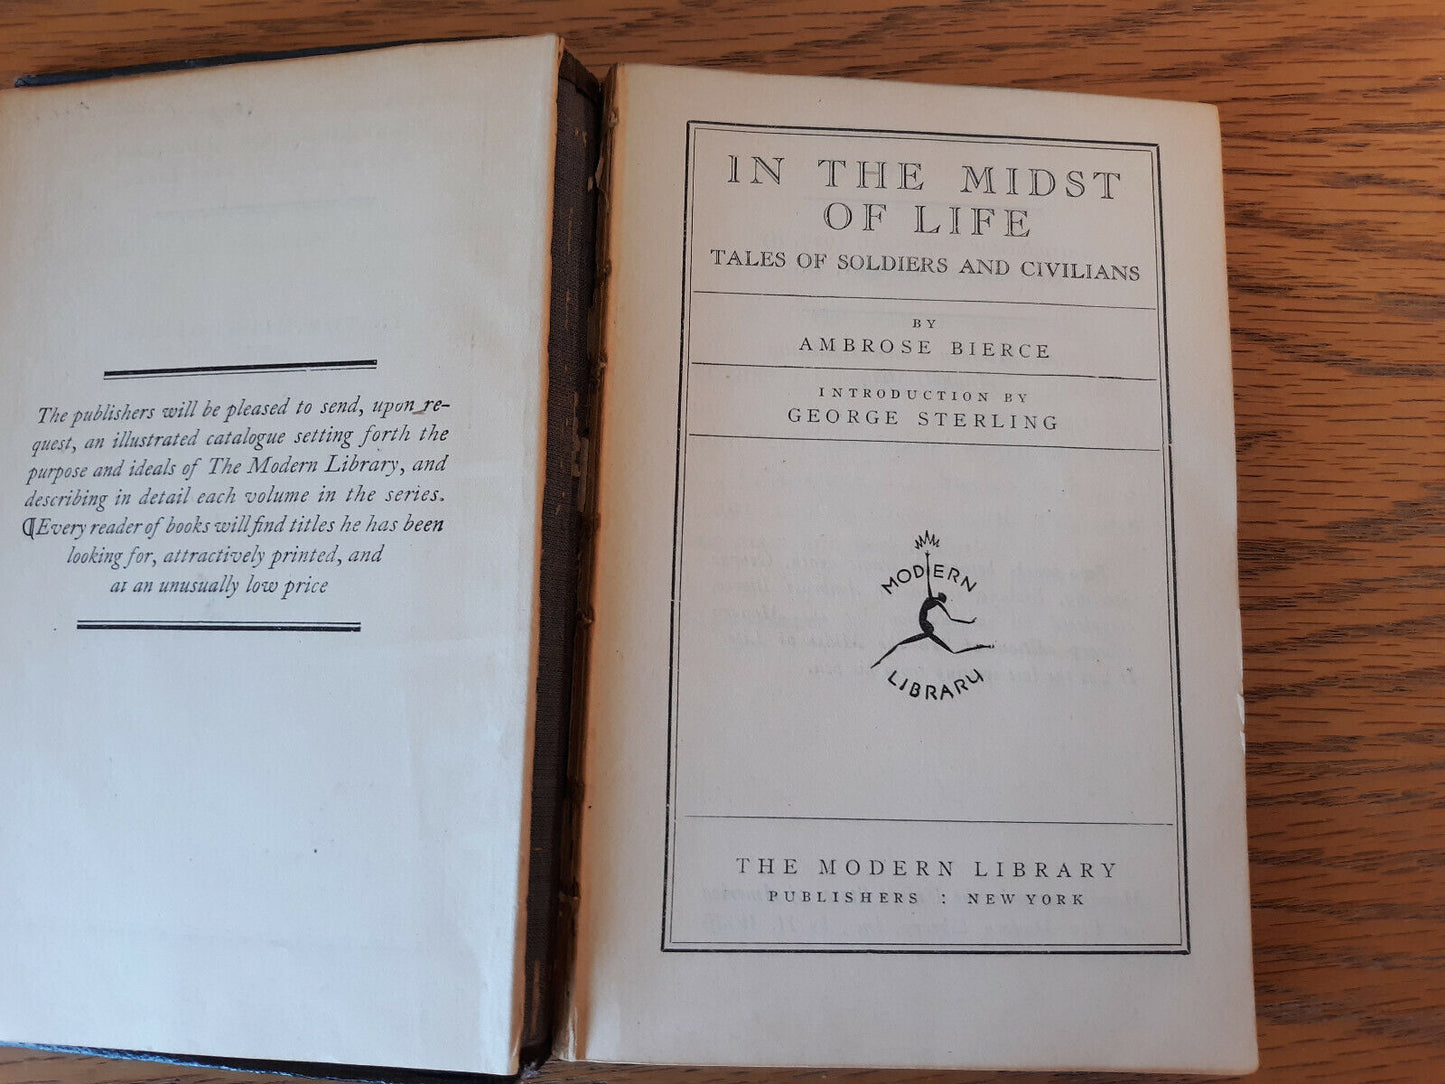 The publishers will be pleased to send, upon re-
quest, an illustrated catalogue setting forth the
purpose and ideals of The Modern Library, and
describing in detail each volume in the series.
¶Every reader of books will find titles he has been
looking for, attractively printed, and
at an unusually low price
IN THE MIDST
OF LIFE
TALES OF SOLDIERS AND CIVILIANS
BY
AMBROSE BIERCE
INTRODUCTION BY
GEORGE STERLING
MODERN
LIBRARY
THE MODERN LIBRARY
PUBLISHERS : NEW YORK